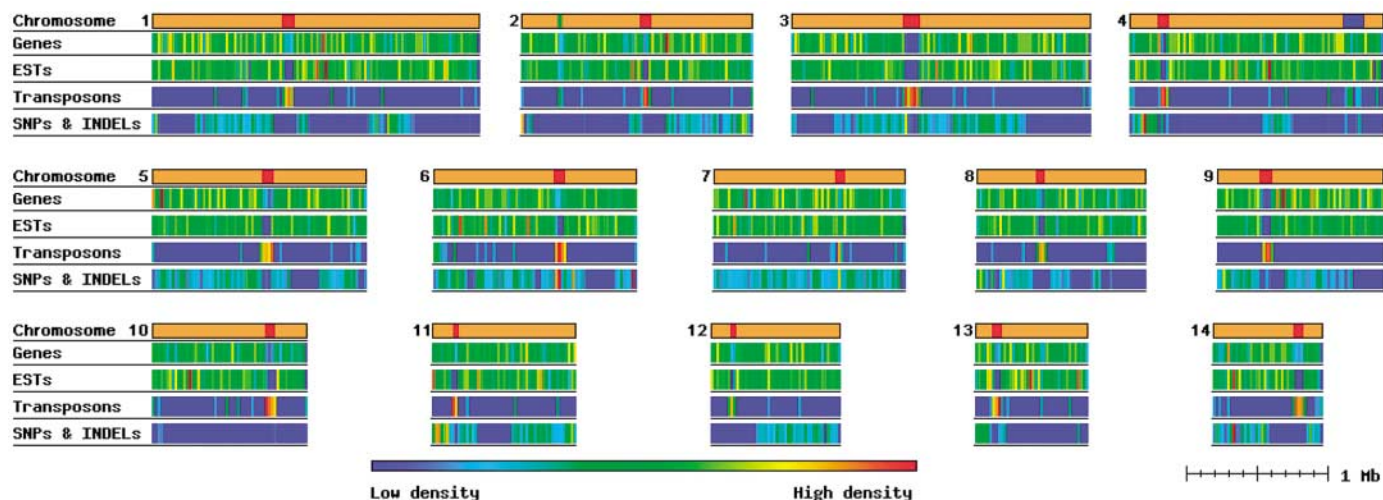 Chromosome 1 2 3 4
Genes
ESTs
Transposons
SNPs & INDELs
Chromosome 5 6 7 8 9
Genes
ESTs
Transposons
SNPs & INDELs
Chromosome 10 11 12 13 14
Genes
ESTs
Transposons
SNPs & INDELs
Low density High density 1 Mb